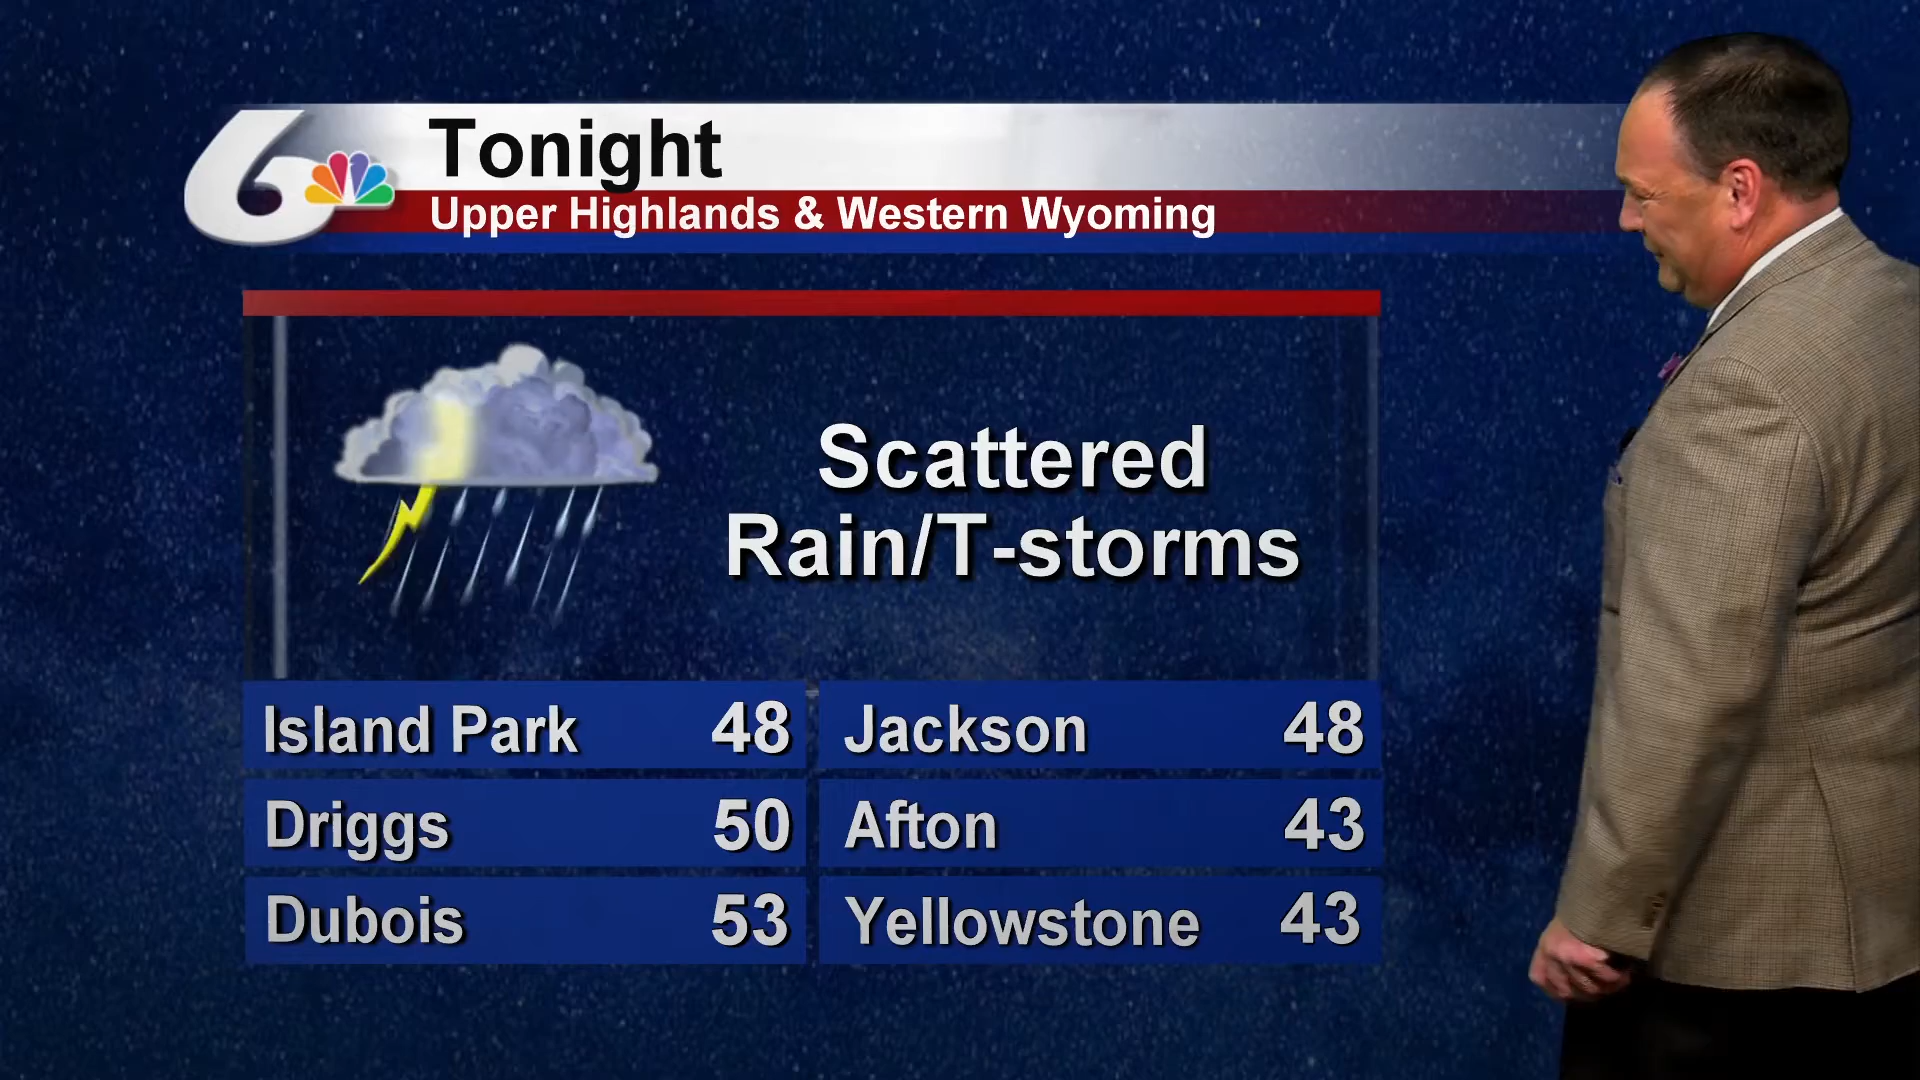 6
Tonight
Upper Highlands & Western Wyoming
Scattered
Rain/T-storms
Island Park 48 Jackson 48
Driggs 50 Afton 43
Dubois 53 Yellowstone 43